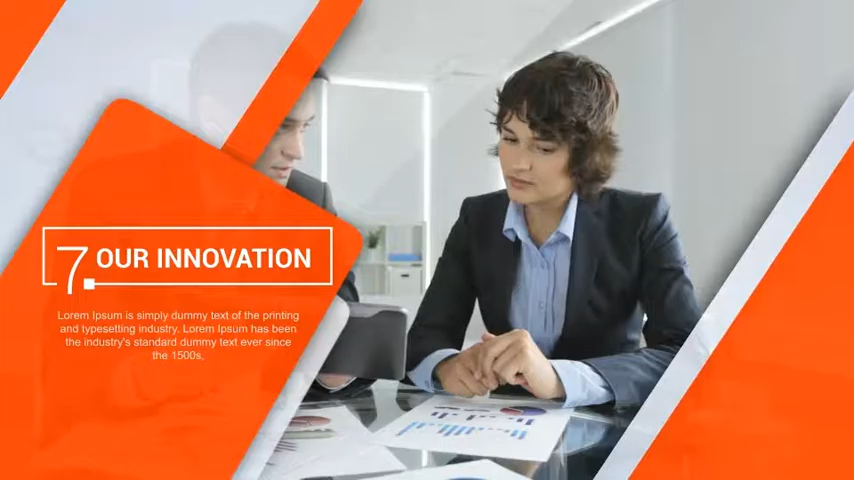 7 OUR INNOVATION
Lorem Ipsum is simply dummy text of the printing
and typesetting industry. Lorem Ipsum has been
the industry's standard dummy text ever since
the 1500s,